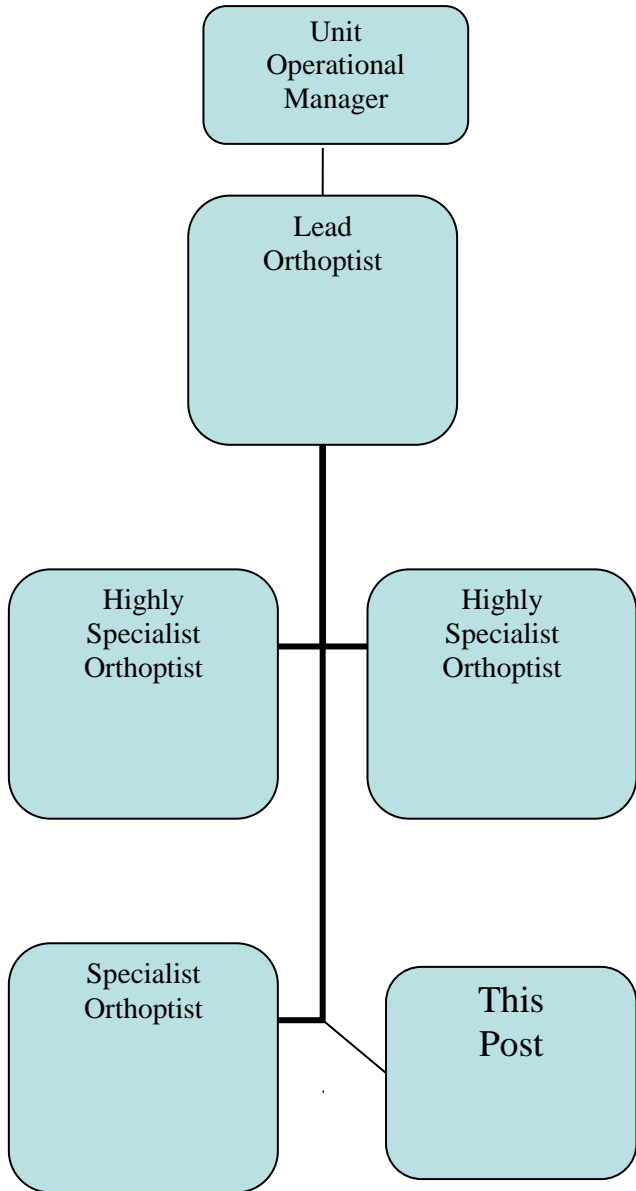 Unit
Operational
Manager
Lead
Orthoptist
Highly
Specialist
Orthoptist
Highly
Specialist
Orthoptist
Specialist
Orthoptist
This
Post